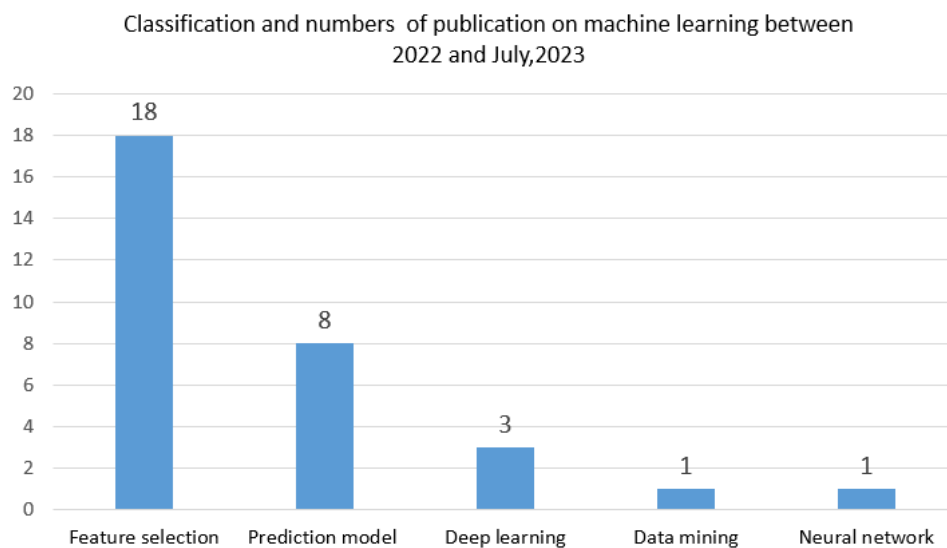 Classification and numbers  of publication on machine learning between
2022 and July,2023
20
18
16
14
12
10
8
6
4
2
0
18
8
3
1
1
Feature selection
Prediction model
Deep learning
Data mining
Neural network